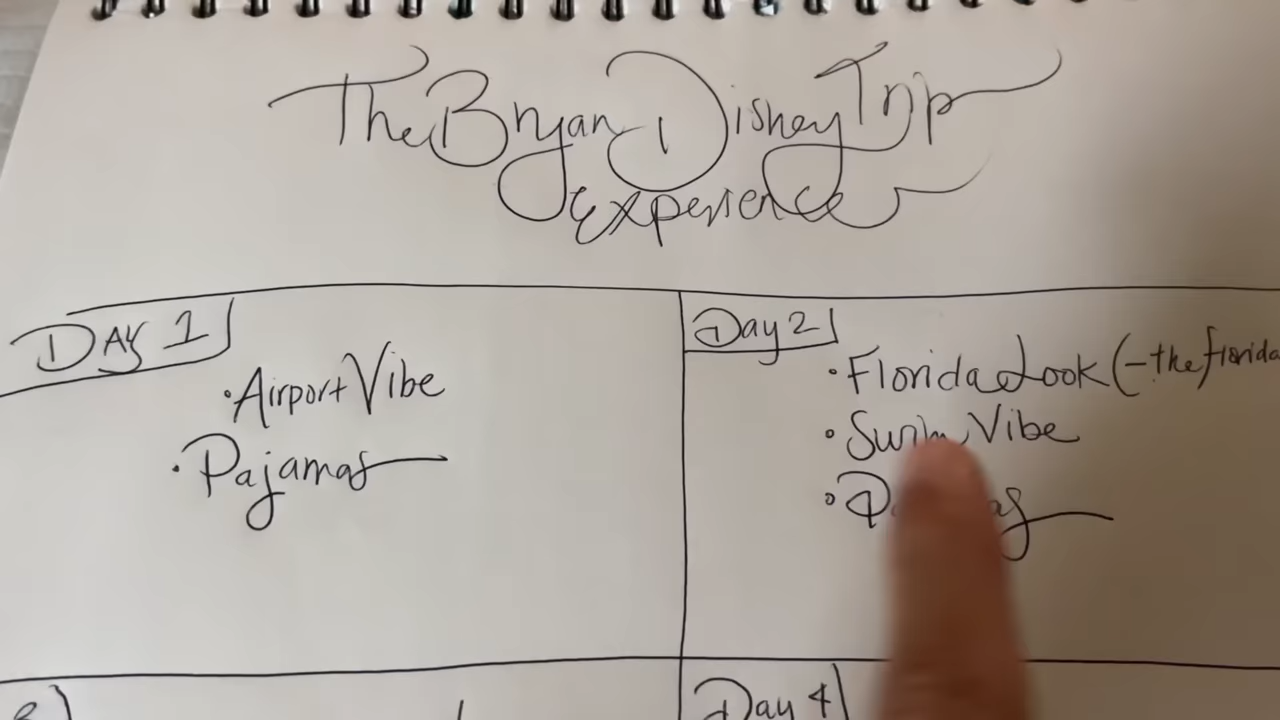 The Bryan Disney Trip
Experience
Day 1
• Airport Vibe
• Pajamas
Day 2
• Florida Look (-the florida
• Swim Vibe
Day 4